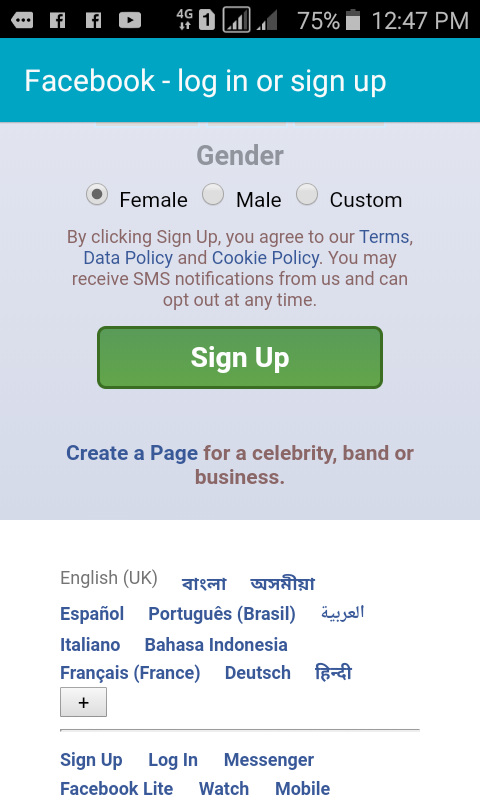 4G 1 75% 12:47 PM
Facebook - log in or sign up
Gender
Female Male Custom
By clicking Sign Up, you agree to our Terms,
Data Policy and Cookie Policy. You may
receive SMS notifications from us and can
opt out at any time.
Sign Up
Create a Page for a celebrity, band or
business.
English (UK) বাংলা অসমীয়া
Español Português (Brasil) العربية
Italiano Bahasa Indonesia
Français (France) Deutsch हिन्दी
+
Sign Up Log In Messenger
Facebook Lite Watch Mobile